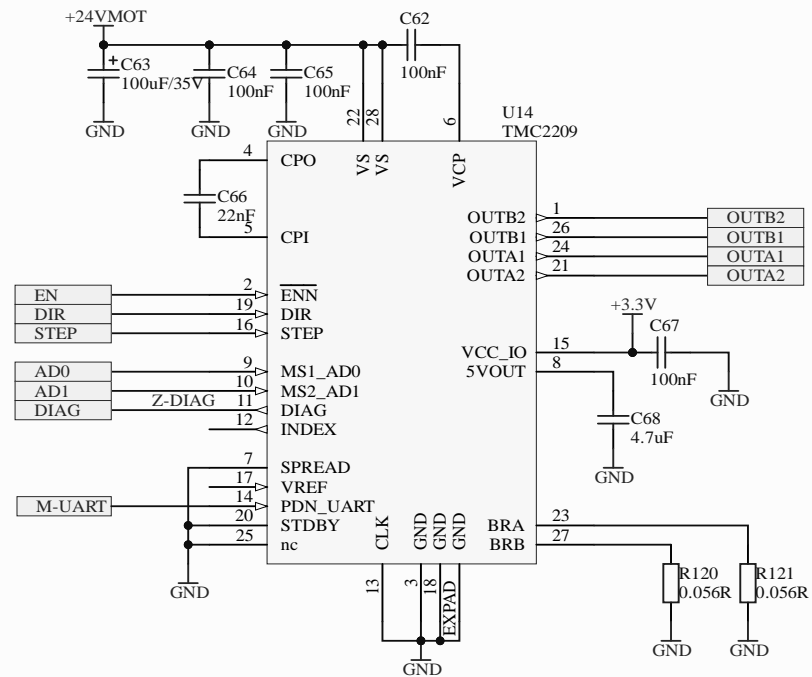 +24VMOT
C62
100nF
+ C63
100uF/35V
C64
100nF
C65
100nF
GND
GND
GND
22
28
6
U14
TMC2209
VS
VS
VCP
4
CPO
C66
22nF
5
CPI
OUTB2
1
OUTB2
OUTB1
26
OUTB1
OUTA1
24
OUTA1
OUTA2
21
OUTA2
EN
2
ENN
DIR
19
DIR
STEP
16
STEP
+3.3V
VCC_IO
15
C67
100nF
GND
5VOUT
8
C68
4.7uF
GND
AD0
9
MS1_AD0
AD1
10
MS2_AD1
DIAG
Z-DIAG
11
DIAG
12
INDEX
7
SPREAD
17
VREF
M-UART
14
PDN_UART
20
STDBY
25
nc
GND
BRA
23
BRB
27
CLK
GND
GND
GND
13
3
18
EXPAD
GND
R120
0.056R
R121
0.056R
GND
GND